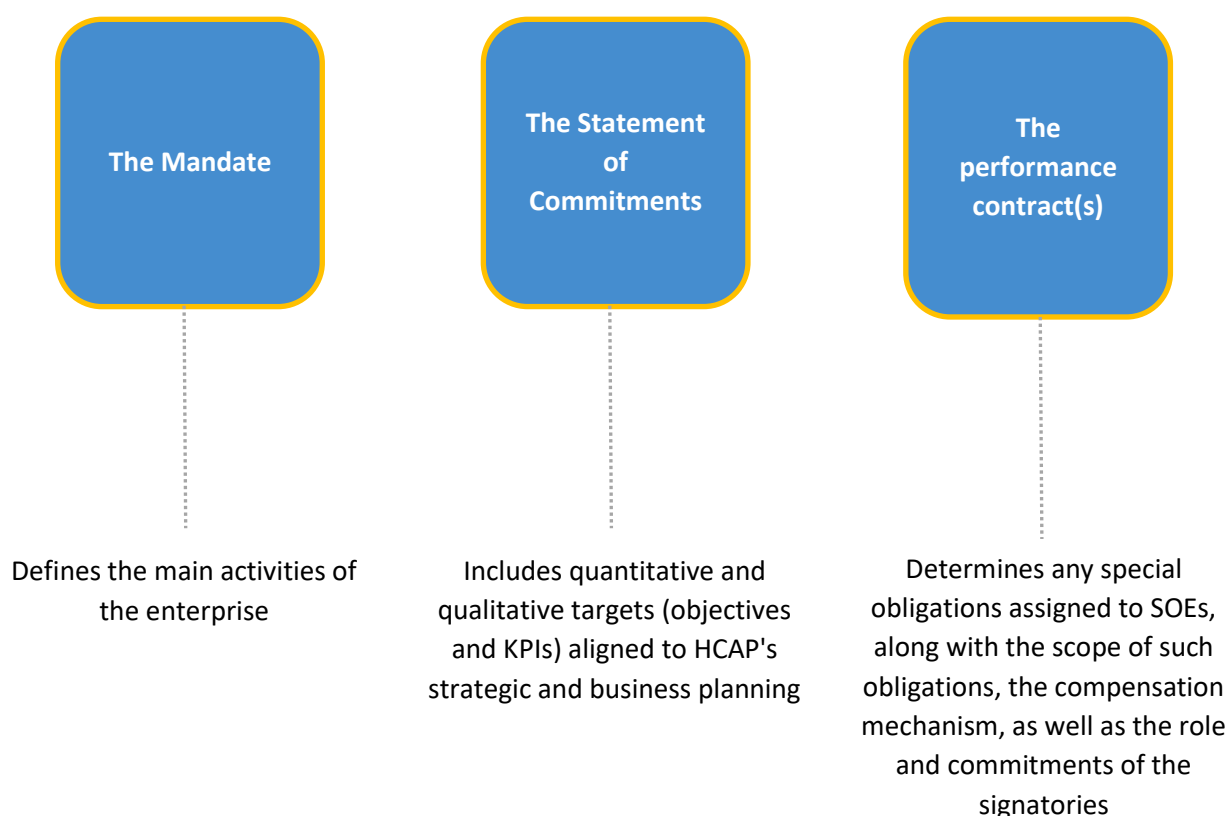 The Mandate
The Statement
of
Commitments
The
performance
contract(s)
Defines the main activities of
the enterprise
Includes quantitative and
qualitative targets (objectives
and KPIs) aligned to HCAP's
strategic and business planning
Determines any special
obligations assigned to SOEs,
along with the scope of such
obligations, the compensation
mechanism, as well as the role
and commitments of the
signatories